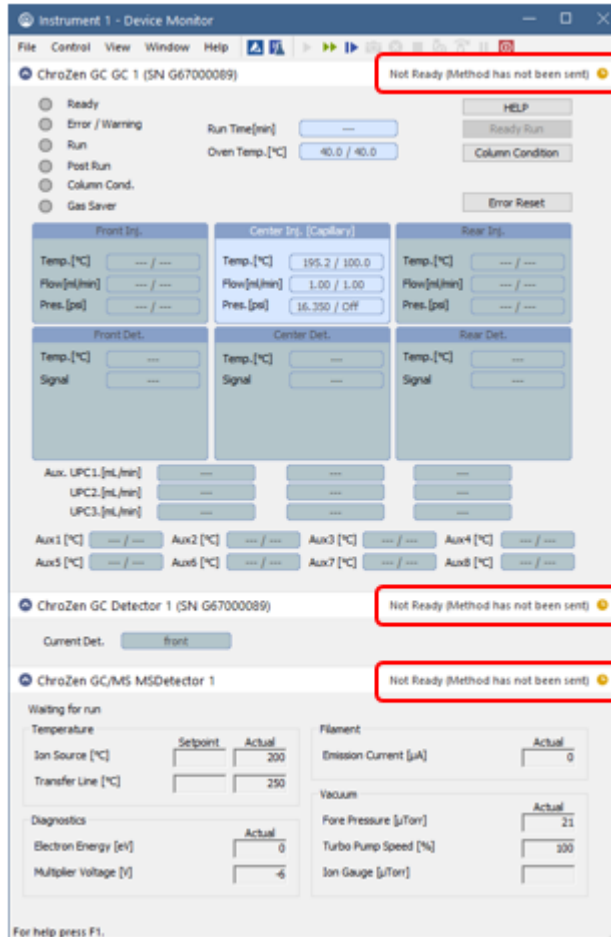 Instrument 1 - Device Monitor
File Control View Window Help
ChroZen GC GC 1 (SN G67000089) Not Ready (Method has not been sent)
Ready HELP
Error / Warning Run Time[min] --- Ready Run
Run Oven Temp.[℃] 40.0 / 40.0 Column Condition
Post Run
Column Cond.
Gas Saver Error Reset
Front Inj. Center Inj. [Capillary] Rear Inj.
Temp.[℃] --- / --- Temp.[℃] 195.2 / 100.0 Temp.[℃] --- / ---
Flow[ml/min] --- / --- Flow[ml/min] 1.00 / 1.00 Flow[ml/min] --- / ---
Pres.[psi] --- / --- Pres.[psi] 16.350 / Off Pres.[psi] --- / ---
Front Det. Center Det. Rear Det.
Temp.[℃] --- Temp.[℃] --- Temp.[℃] ---
Signal --- Signal --- Signal ---
Aux. UPC1.[mL/min] --- --- ---
UPC2.[mL/min] --- --- ---
UPC3.[mL/min] --- --- ---
Aux1 [℃] --- / --- Aux2 [℃] --- / --- Aux3 [℃] --- / --- Aux4 [℃] --- / ---
Aux5 [℃] --- / --- Aux6 [℃] --- / --- Aux7 [℃] --- / --- Aux8 [℃] --- / ---
ChroZen GC Detector 1 (SN G67000089) Not Ready (Method has not been sent)
Current Det. front
ChroZen GC/MS MSDetector 1 Not Ready (Method has not been sent)
Waiting for run
Temperature Filament
Setpoint Actual Actual
Ion Source [℃] 200 Emission Current [µA] 0
Transfer Line [℃] 250
Vacuum
Diagnostics Actual
Actual Fore Pressure [µTorr] 21
Electron Energy [eV] 0 Turbo Pump Speed [%] 100
Multiplier Voltage [V] -6 Ion Gauge [µTorr]
For help press F1.